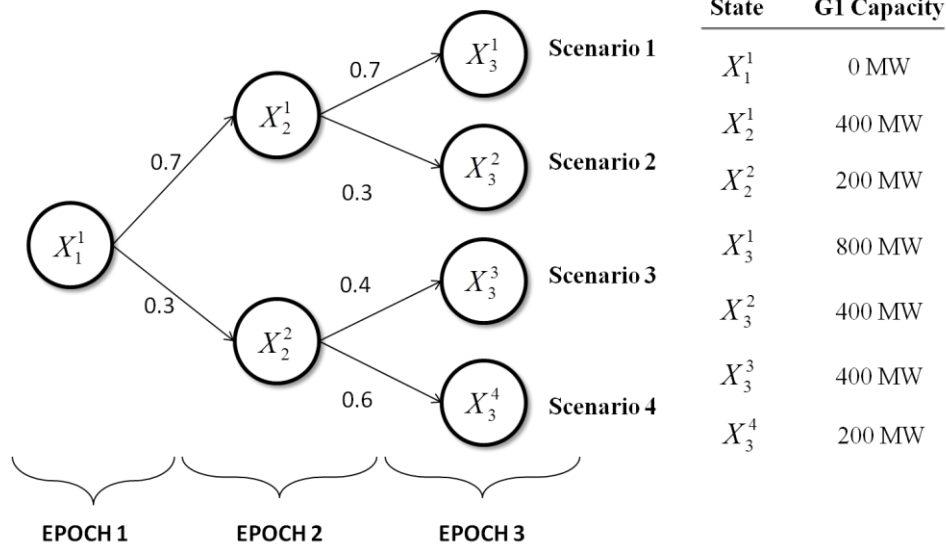 State G1 Capacity
X_3^1 Scenario 1
0.7
X_1^1 0 MW
X_2^1
X_2^1 400 MW
0.7
X_3^2 Scenario 2
0.3
X_2^2 200 MW
X_1^1
X_3^1 800 MW
X_3^3 Scenario 3
0.4
0.3
X_3^2 400 MW
X_2^2
X_3^3 400 MW
0.6
X_3^4 Scenario 4
X_3^4 200 MW
EPOCH 1 EPOCH 2 EPOCH 3